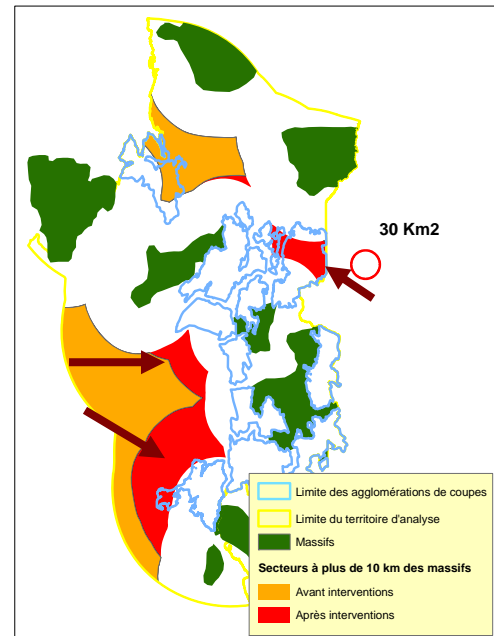 30 Km2
Limite des agglomérations de coupes
Limite du territoire d'analyse
Massifs
Secteurs à plus de 10 km des massifs
Avant interventions
Après interventions